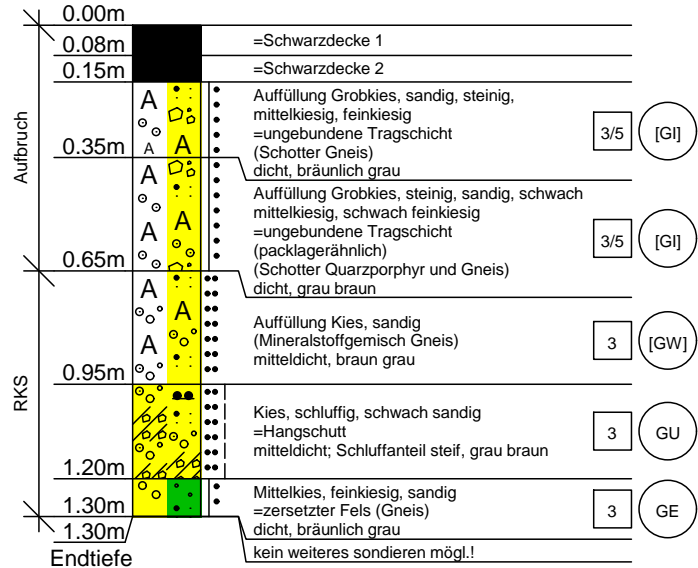 0.00m
=Schwarzdecke 1
0.08m
=Schwarzdecke 2
0.15m
A
A
A
Auffüllung Grobkies, sandig, steinig,
mittelkiesig, feinkiesig
=ungebundene Tragschicht
(Schotter Gneis)
dicht, bräunlich grau
3/5
[GI]
0.35m
Aufbruch
A
A
A
Auffüllung Grobkies, steinig, sandig, schwach
mittelkiesig, schwach feinkiesig
=ungebundene Tragschicht
(packlagerähnlich)
(Schotter Quarzporphyr und Gneis)
dicht, grau braun
3/5
[GI]
0.65m
A
A
A
Auffüllung Kies, sandig
(Mineralstoffgemisch Gneis)
mitteldicht, braun grau
3
[GW]
0.95m
RKS
Kies, schluffig, schwach sandig
=Hangschutt
mitteldicht; Schluffanteil steif, grau braun
3
GU
1.20m
Mittelkies, feinkiesig, sandig
=zersetzter Fels (Gneis)
dicht, bräunlich grau
3
GE
1.30m
1.30m
Endtiefe
kein weiteres sondieren mögl.!